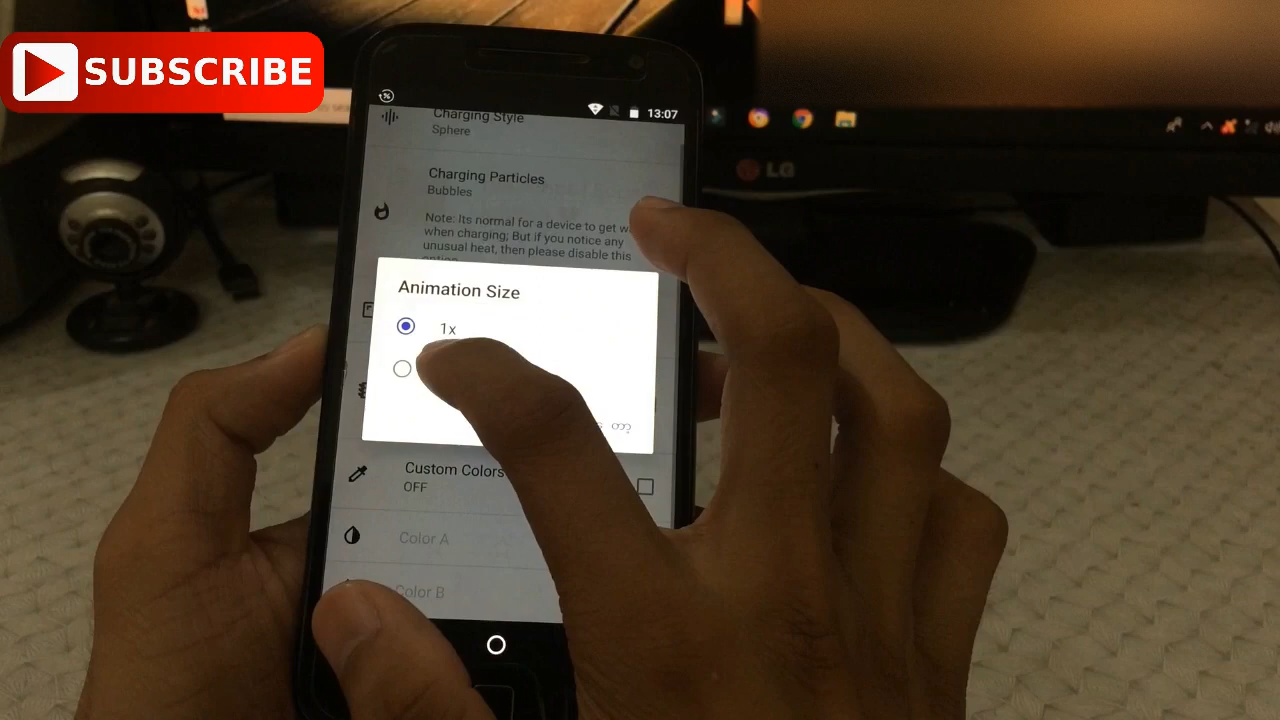 SUBSCRIBE
13:07
Charging Style
Sphere
Charging Particles
Bubbles
Note: Its normal for a device to get
when charging; But if you notice any
unusual heat, then please disable this
Animation Size
1x
Custom Colors
OFF
Color A
Color B
LG